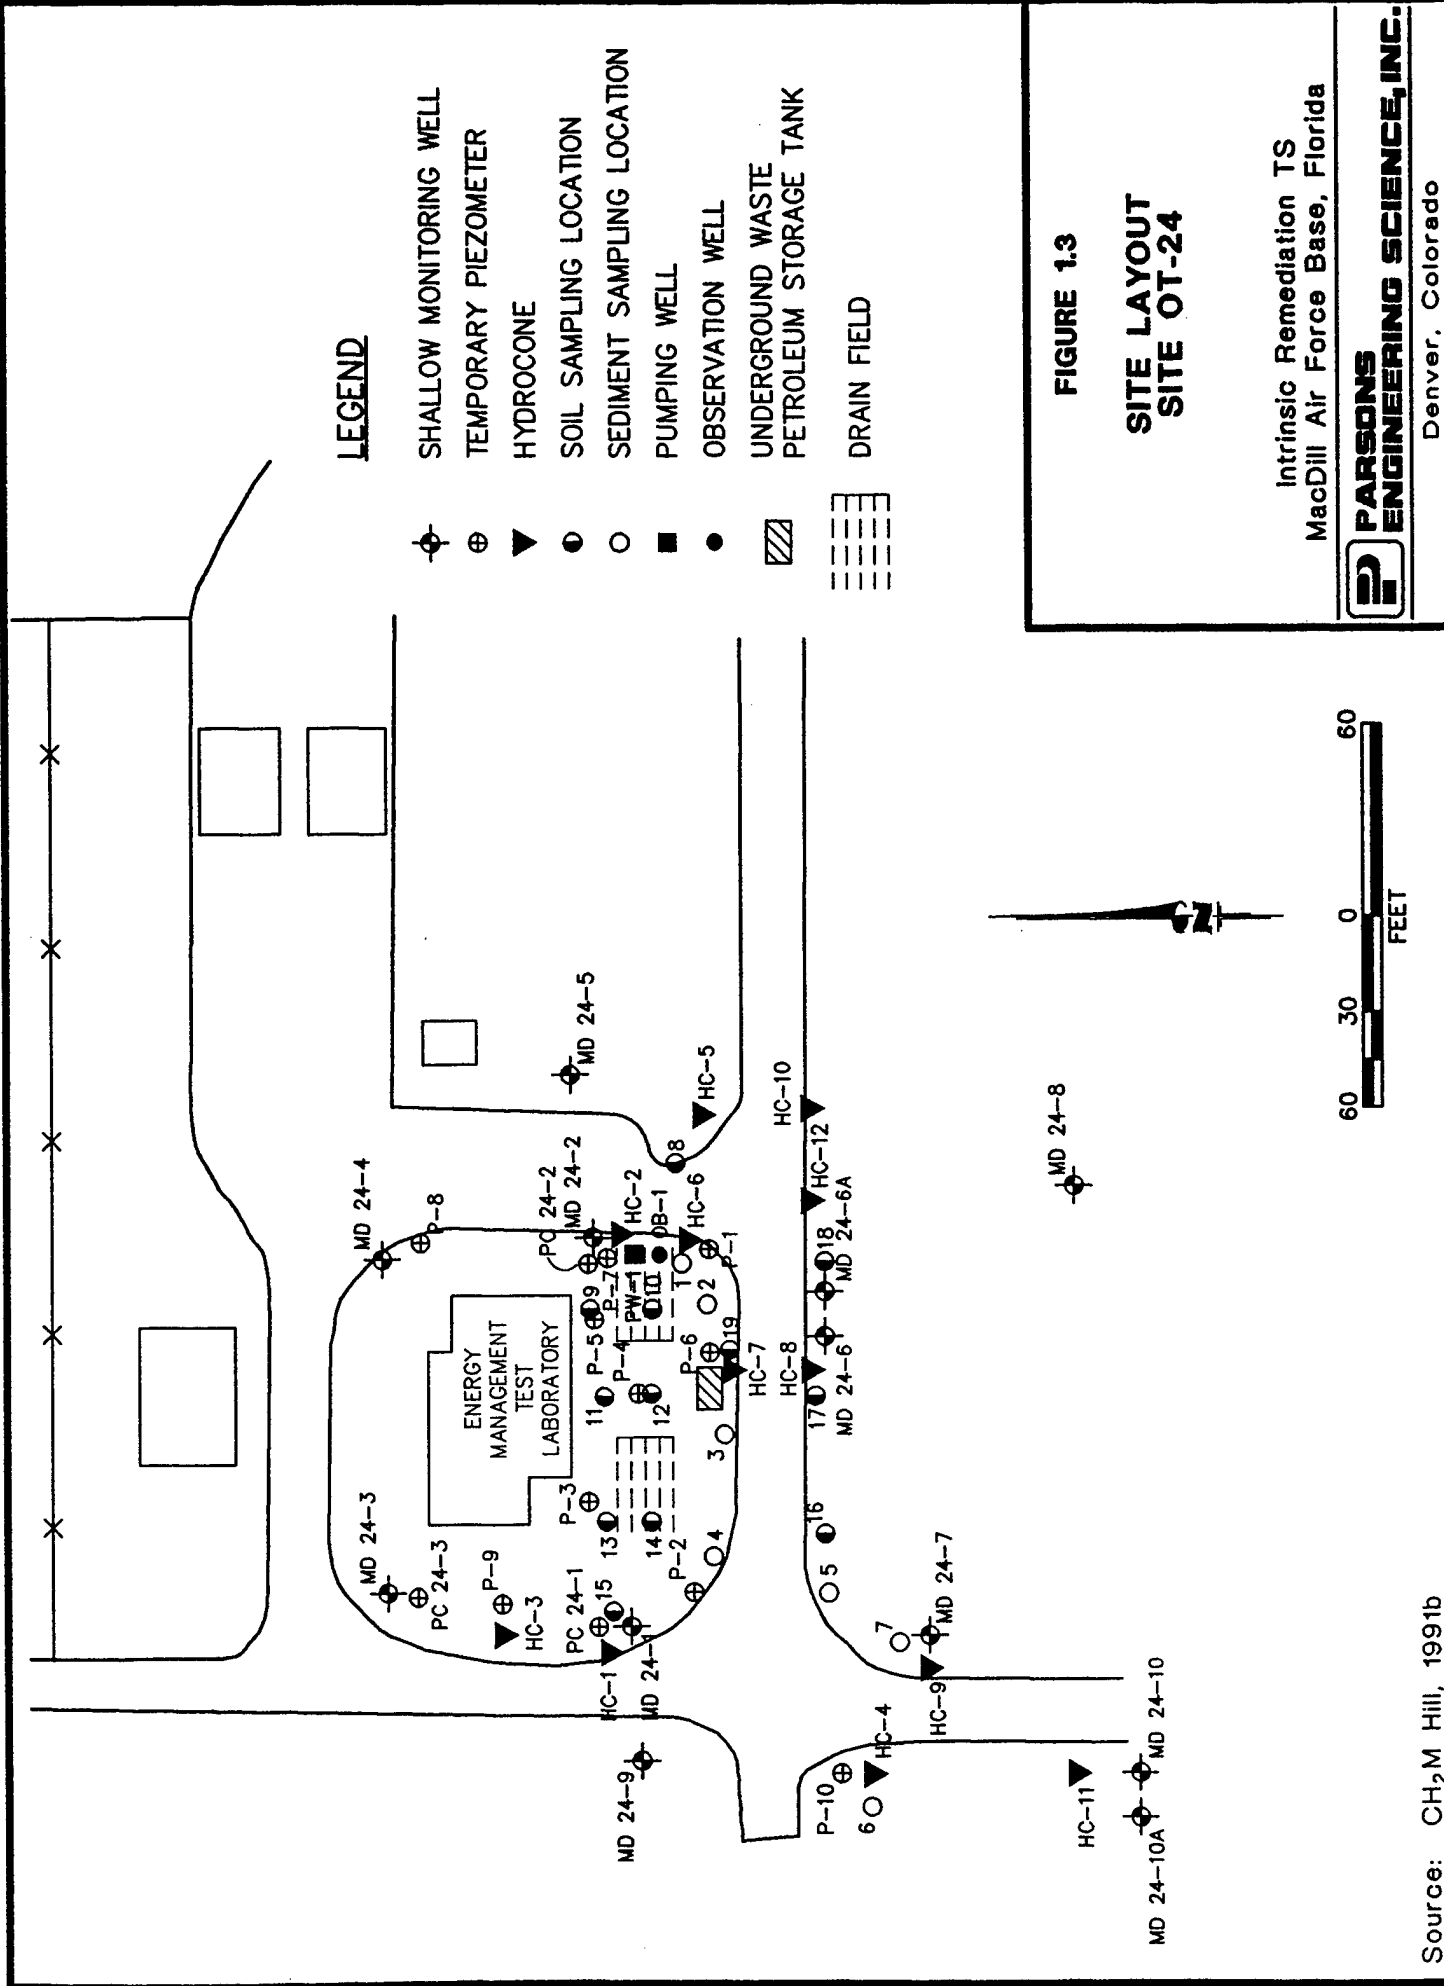 MD 24-3
PC 24-3
P-9
HC-3
PC 24-1
15
HC-1
MD 24-1
MD 24-9
MD 24-4
P-8
ENERGY
MANAGEMENT
TEST
LABORATORY
PC 24-2
MD 24-2
HC-2
OB-1
HC-6
P-1
P-7
PW-1
9
10
P-5
P-4
P-6
1
2
19
HC-7
11
12
3
P-3
13
14
P-2
4
8
MD 24-5
HC-5
HC-10
HC-12
MD 24-6A
18
HC-8
17
MD 24-6
16
5
7
MD 24-7
HC-9
HC-4
P-10
6
HC-11
MD 24-10
MD 24-10A
MD 24-8
N
60
30
0
60
FEET
LEGEND
SHALLOW MONITORING WELL
TEMPORARY PIEZOMETER
HYDROCONE
SOIL SAMPLING LOCATION
SEDIMENT SAMPLING LOCATION
PUMPING WELL
OBSERVATION WELL
UNDERGROUND WASTE
PETROLEUM STORAGE TANK
DRAIN FIELD
FIGURE 1.3
SITE LAYOUT
SITE OT-24
Intrinsic Remediation TS
MacDill Air Force Base, Florida
PARSONS
ENGINEERING SCIENCE, INC.
Denver, Colorado
Source: CH₂M Hill, 1991b